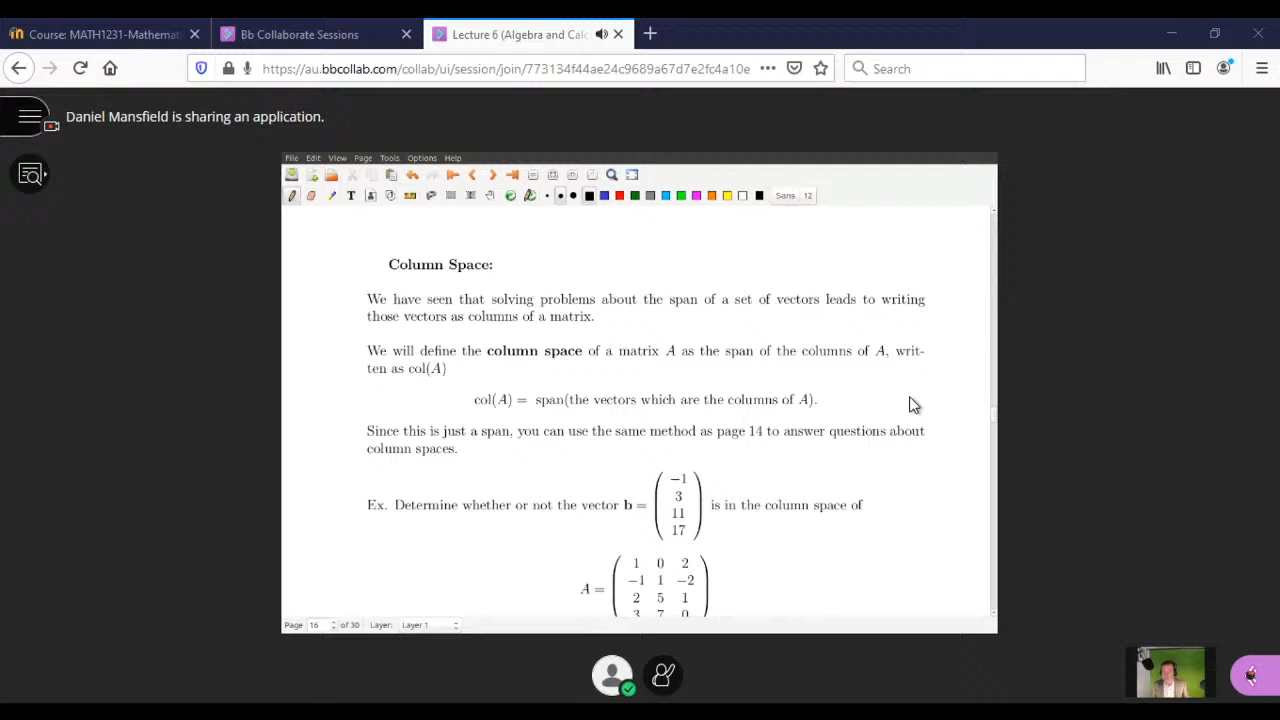 Course: MATH1231-Mathemat
Bb Collaborate Sessions
Lecture 6 (Algebra and Calc
https://au.bbcollab.com/collab/ui/session/join/773134f44ae24c9689a67d7e2fc4a10e
Search
Daniel Mansfield is sharing an application.
File Edit View Page Tools Options Help
Sans 12
Column Space:
We have seen that solving problems about the span of a set of vectors leads to writing
those vectors as columns of a matrix.
We will define the column space of a matrix A as the span of the columns of A, writ-
ten as col(A)
col(A) = span(the vectors which are the columns of A).
Since this is just a span, you can use the same method as page 14 to answer questions about
column spaces.
Ex. Determine whether or not the vector b = (−1 3 11 17) is in the column space of
A =
1 0 2
−1 1 −2
2 5 1
3 7 0
Page 16 of 30 Layer: Layer 1